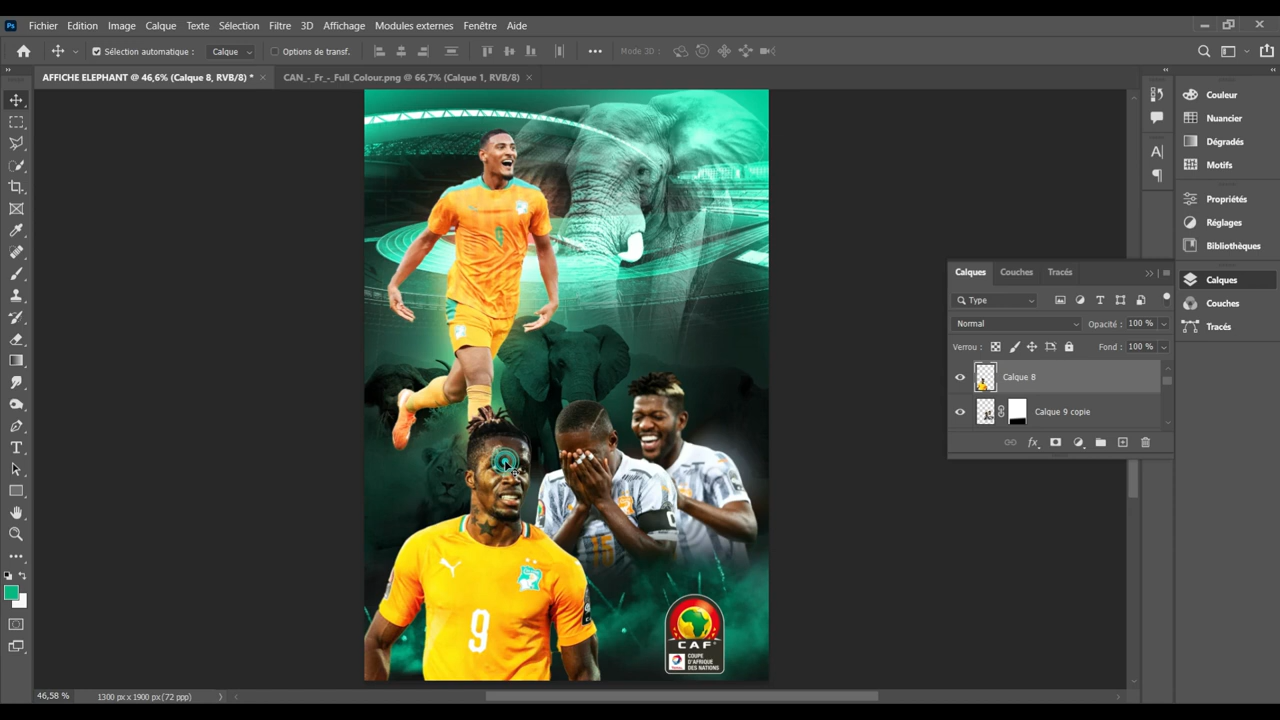 Ps Fichier Edition Image Calque Texte Sélection Filtre 3D Affichage Modules externes Fenêtre Aide
Sélection automatique : Calque Options de transf. Mode 3D :
AFFICHE ELEPHANT @ 46,6% (Calque 8, RVB/8) * × CAN_-_Fr_-_Full_Colour.png @ 66,7% (Calque 1, RVB/8) ×
Couleur
Nuancier
Dégradés
Motifs
Propriétés
Réglages
Bibliothèques
Calques
Couches
Tracés
Calques Couches Tracés
Type
Normal Opacité : 100 %
Verrou : Fond : 100 %
Calque 8
Calque 9 copie
fx
15
9
CAF
TOTAL
COUPE
D'AFRIQUE
DES NATIONS
46,58 % 1300 px x 1900 px (72 ppp)